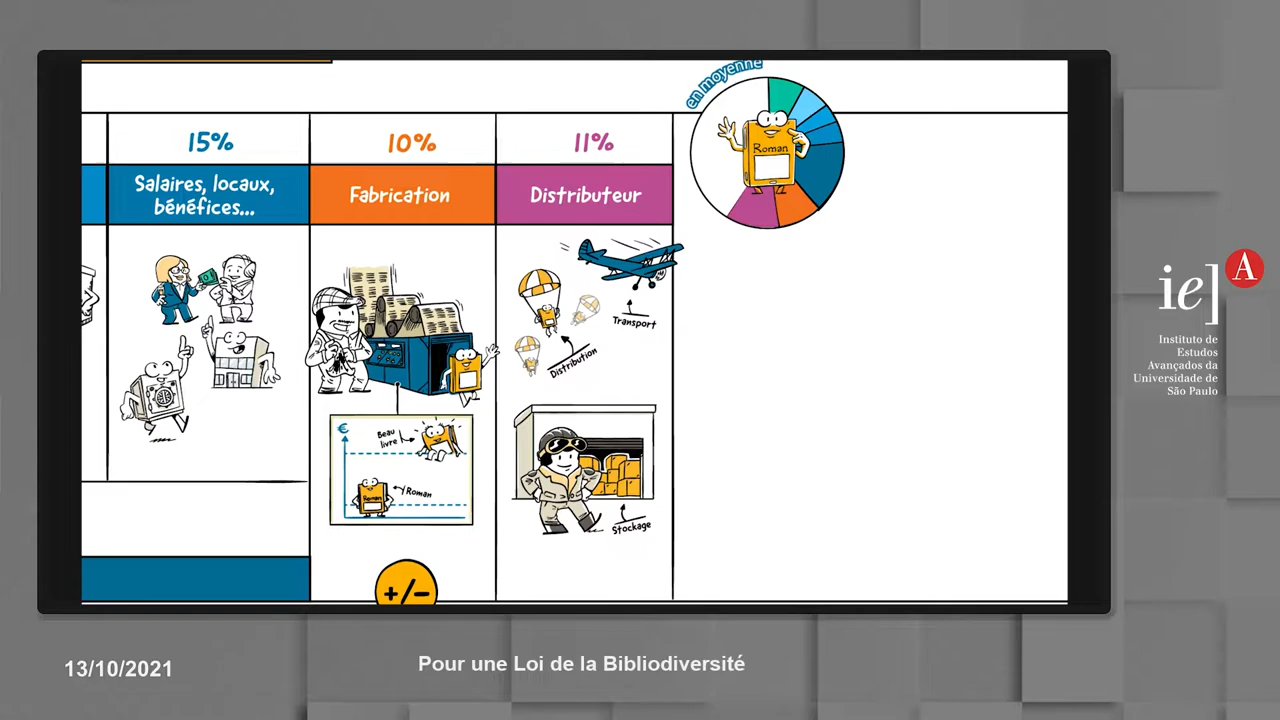 en moyenne
15%
10%
11%
Salaires, locaux,
bénéfices...
Fabrication
Distributeur
Roman
Transport
Distribution
€
Beau
livre
Roman
Roman
Stockage
+/-
ie] A
Instituto de
Estudos
Avançados da
Universidade de
São Paulo
13/10/2021
Pour une Loi de la Bibliodiversité